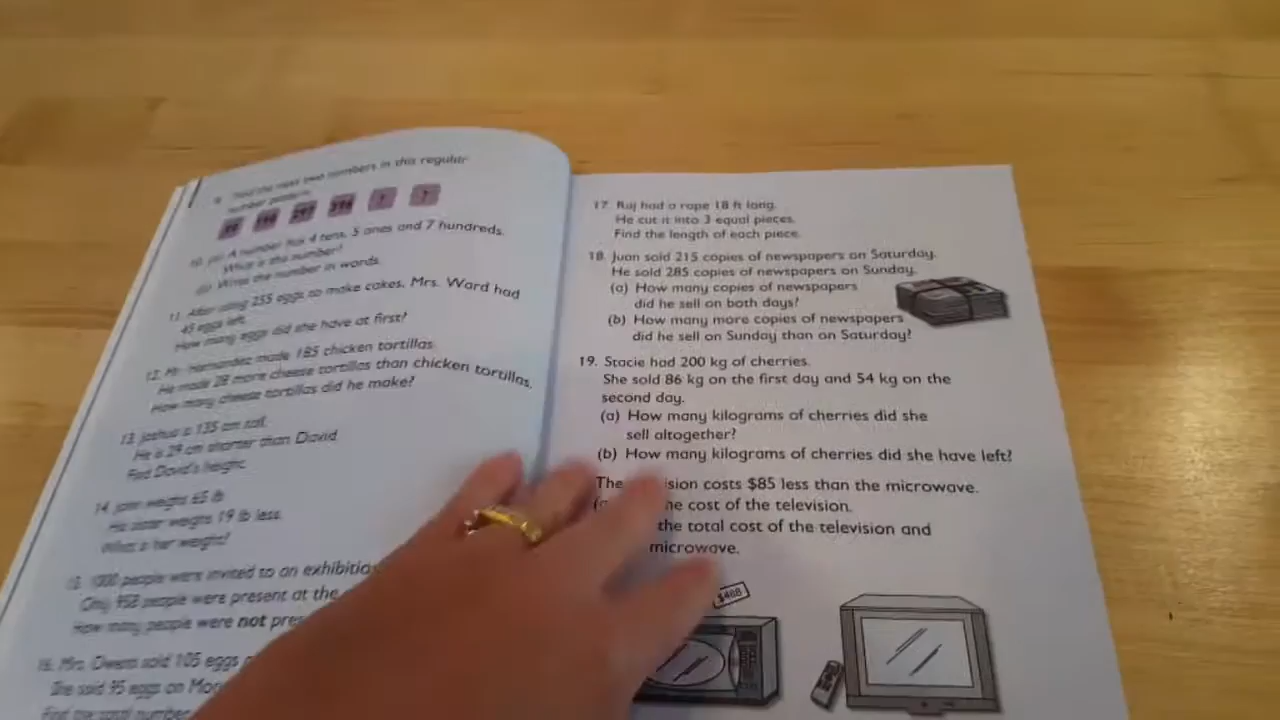 9. Find the next two numbers in this regular
number pattern.
? ?
10. (a) A number has 4 tens, 5 ones and 7 hundreds.
What is the number?
(b) Write the number in words.
11. After using 255 eggs to make cakes, Mrs. Ward had
45 eggs left.
How many eggs did she have at first?
12. Mr. Hernandez made 185 chicken tortillas.
He made 28 more cheese tortillas than chicken tortillas.
How many cheese tortillas did he make?
13. Joshua is 135 cm tall.
He is 29 cm shorter than David.
Find David's height.
14. John weighs 65 lb
His sister weighs 19 lb less.
What is her weight?
15. 1000 people were invited to an exhibitio
Only 952 people were present at the
How many people were not pres
16. Mrs. Owens sold 105 eggs
She sold 95 eggs on Mon
Find the total number
17. Raj had a rope 18 ft long.
He cut it into 3 equal pieces.
Find the length of each piece.
18. Juan sold 215 copies of newspapers on Saturday.
He sold 285 copies of newspapers on Sunday.
(a) How many copies of newspapers
did he sell on both days?
(b) How many more copies of newspapers
did he sell on Sunday than on Saturday?
19. Stacie had 200 kg of cherries.
She sold 86 kg on the first day and 54 kg on the
second day.
(a) How many kilograms of cherries did she
sell altogether?
(b) How many kilograms of cherries did she have left?
The ision costs $85 less than the microwave.
he cost of the television.
the total cost of the television and
microwave.
$488